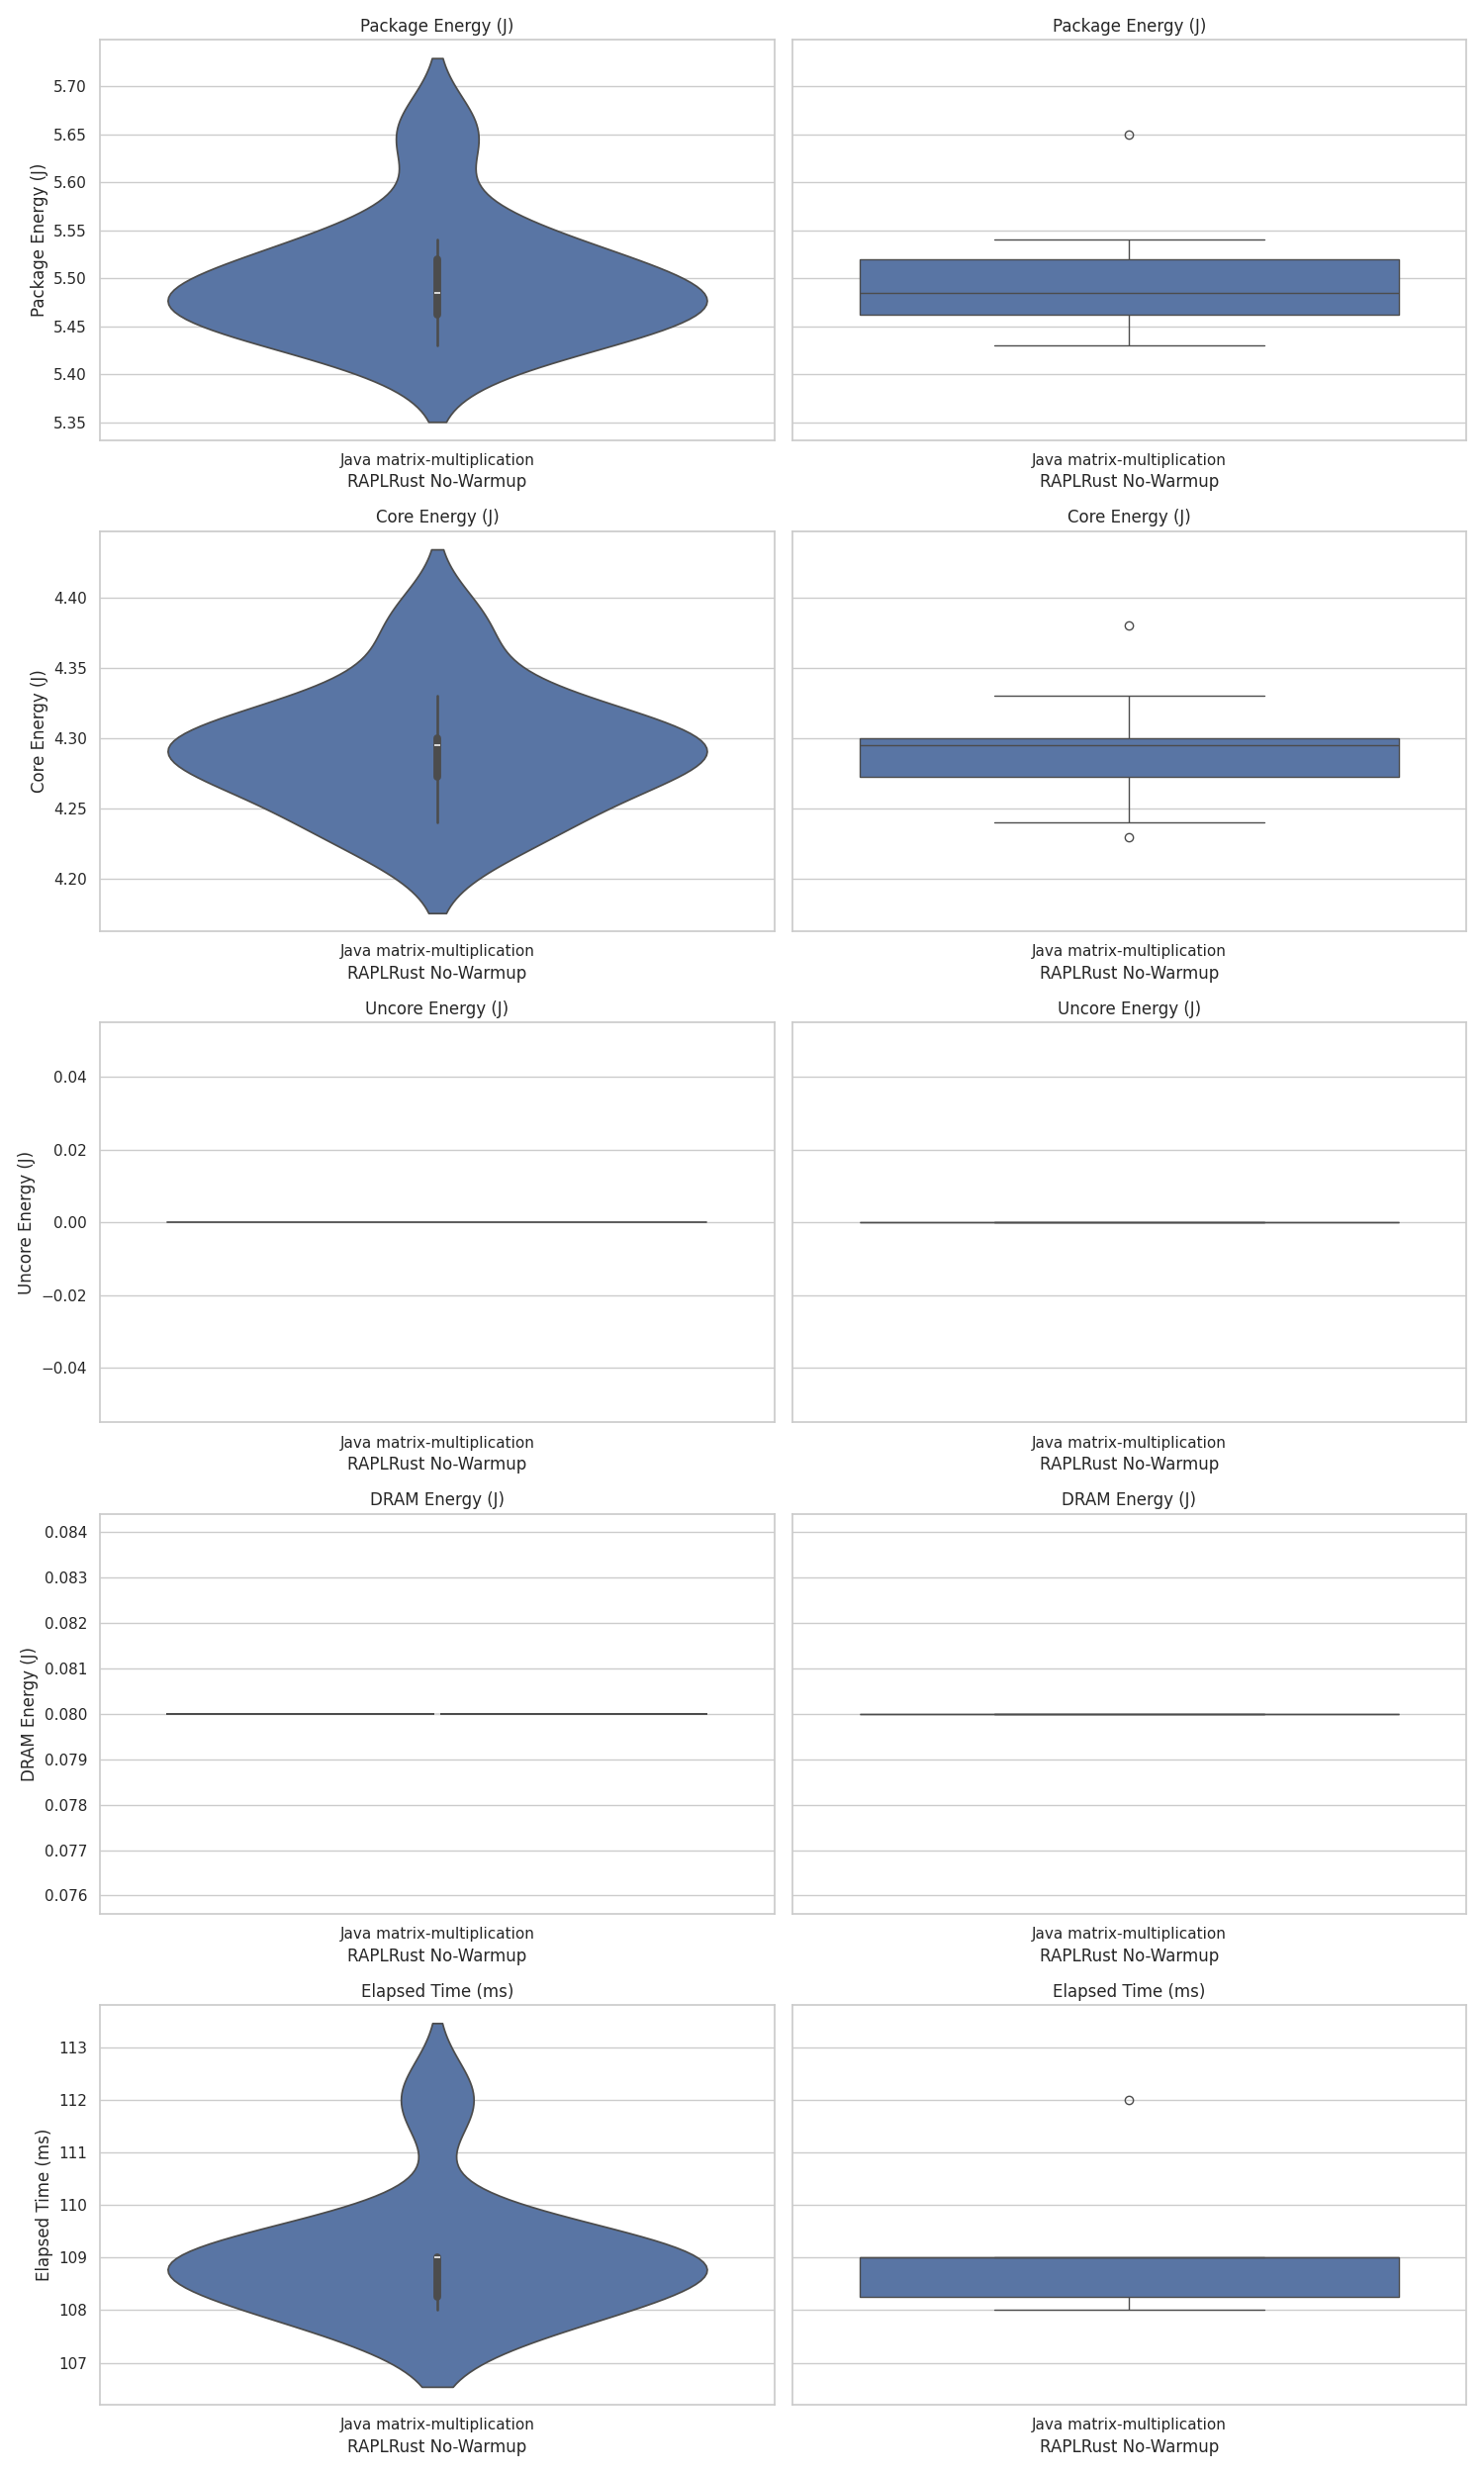 Package Energy (J)
Package Energy (J)
Package Energy (J)
5.70
5.65
5.60
5.55
5.50
5.45
5.40
5.35
Java matrix-multiplication
RAPLRust No-Warmup
Java matrix-multiplication
RAPLRust No-Warmup
Core Energy (J)
Core Energy (J)
Core Energy (J)
4.40
4.35
4.30
4.25
4.20
Java matrix-multiplication
RAPLRust No-Warmup
Java matrix-multiplication
RAPLRust No-Warmup
Uncore Energy (J)
Uncore Energy (J)
Uncore Energy (J)
0.04
0.02
0.00
−0.02
−0.04
Java matrix-multiplication
RAPLRust No-Warmup
Java matrix-multiplication
RAPLRust No-Warmup
DRAM Energy (J)
DRAM Energy (J)
DRAM Energy (J)
0.084
0.083
0.082
0.081
0.080
0.079
0.078
0.077
0.076
Java matrix-multiplication
RAPLRust No-Warmup
Java matrix-multiplication
RAPLRust No-Warmup
Elapsed Time (ms)
Elapsed Time (ms)
Elapsed Time (ms)
113
112
111
110
109
108
107
Java matrix-multiplication
RAPLRust No-Warmup
Java matrix-multiplication
RAPLRust No-Warmup